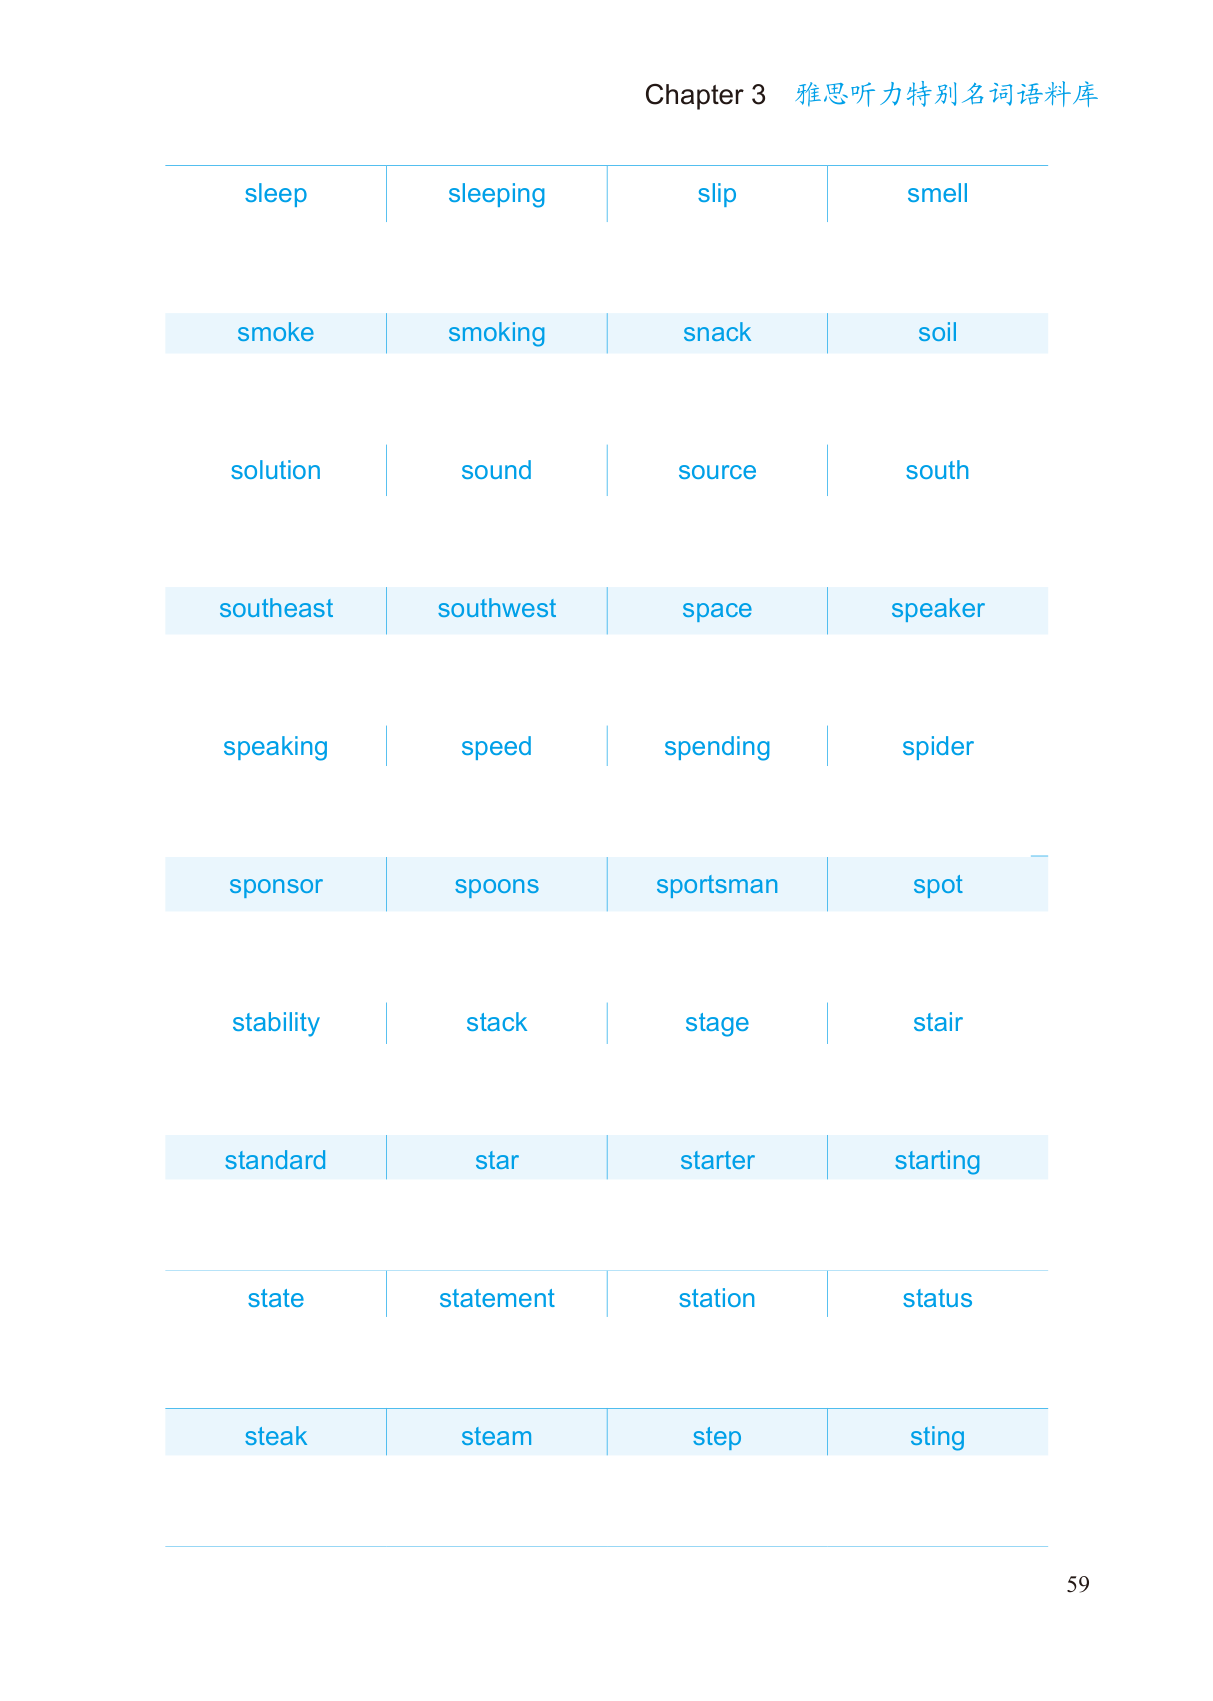 Chapter 3 雅思听力特别名词语料库
sleep sleeping slip smell
smoke smoking snack soil
solution sound source south
southeast southwest space speaker
speaking speed spending spider
sponsor spoons sportsman spot
stability stack stage stair
standard star starter starting
state statement station status
steak steam step sting
59